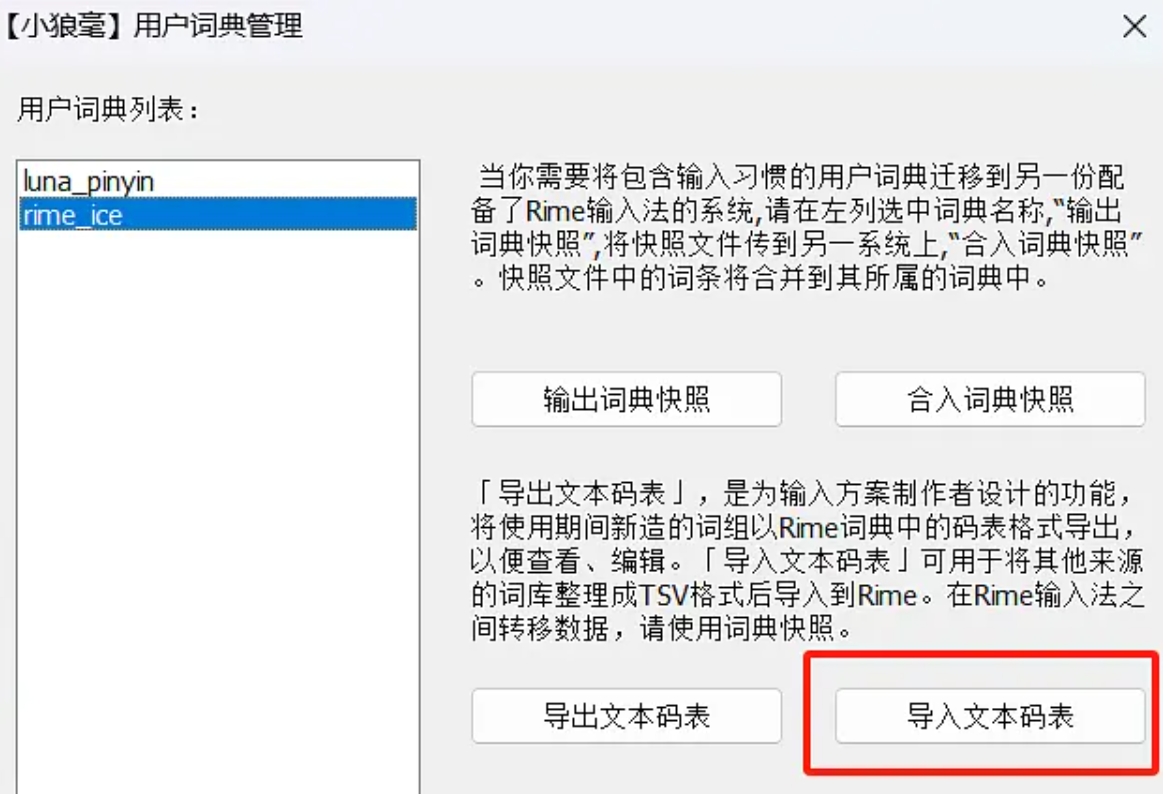 【小狼毫】用户词典管理
用户词典列表：
luna_pinyin
rime_ice
当你需要将包含输入习惯的用户词典迁移到另一份配
备了Rime输入法的系统,请在左列选中词典名称,“输出
词典快照”,将快照文件传到另一系统上,“合入词典快照”
。快照文件中的词条将合并到其所属的词典中。
输出词典快照
合入词典快照
「导出文本码表」，是为输入方案制作者设计的功能，
将使用期间新造的词组以Rime词典中的码表格式导出，
以便查看、编辑。「导入文本码表」可用于将其他来源
的词库整理成TSV格式后导入到Rime。在Rime输入法之
间转移数据，请使用词典快照。
导出文本码表
导入文本码表